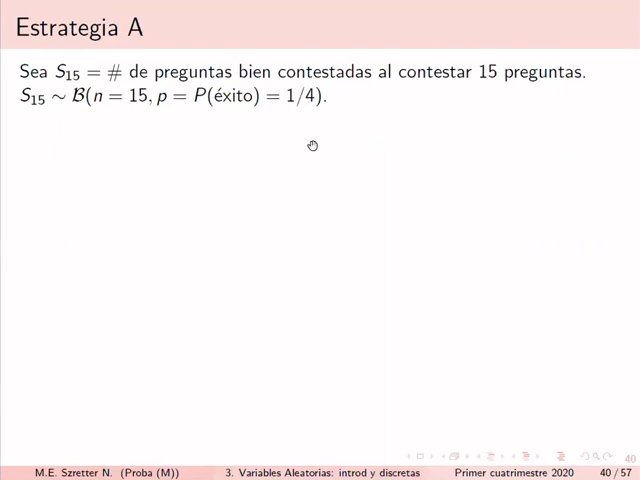 Estrategia A
Sea S₁₅ = # de preguntas bien contestadas al contestar 15 preguntas.
S₁₅ ∼ ℬ(n = 15, p = P(éxito) = 1/4).
40
M.E. Szretter N. (Proba (M)) 3. Variables Aleatorias: introd y discretas Primer cuatrimestre 2020 40 / 57